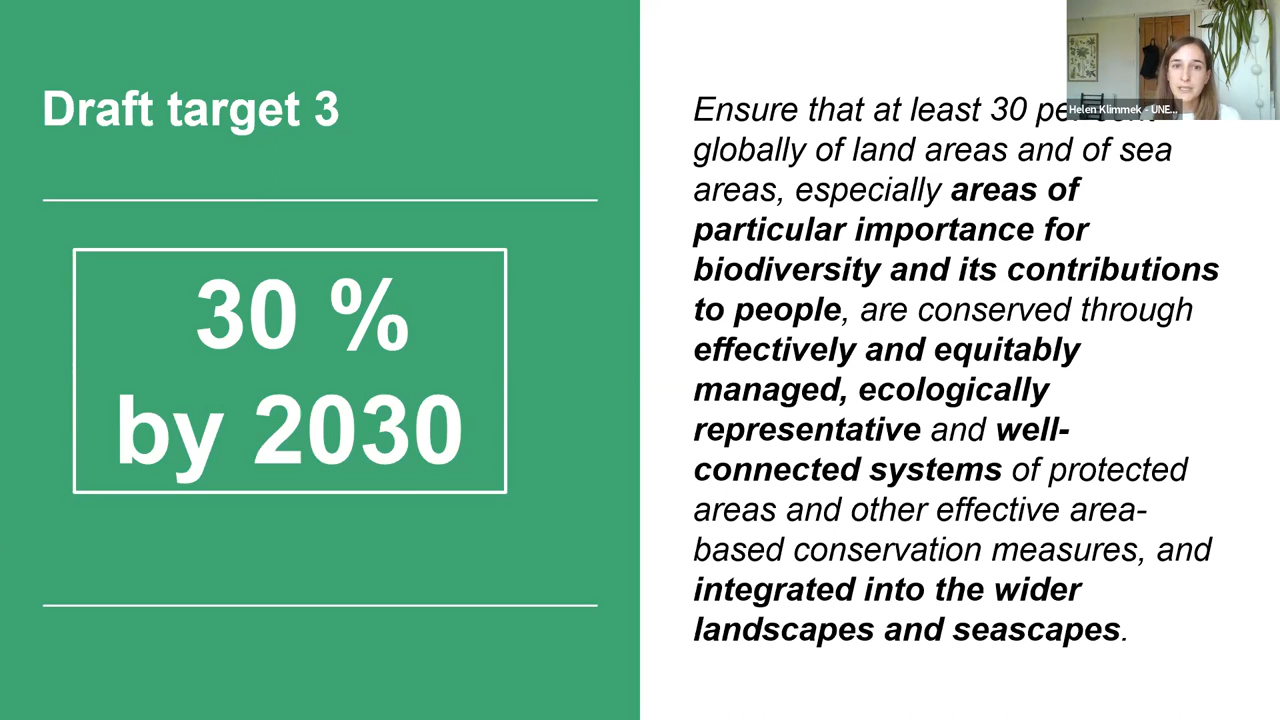 Draft target 3
30 %
by 2030
Ensure that at least 30 per cent
globally of land areas and of sea
areas, especially areas of
particular importance for
biodiversity and its contributions
to people, are conserved through
effectively and equitably
managed, ecologically
representative and well-
connected systems of protected
areas and other effective area-
based conservation measures, and
integrated into the wider
landscapes and seascapes.
Helen Klimmek - UNE...